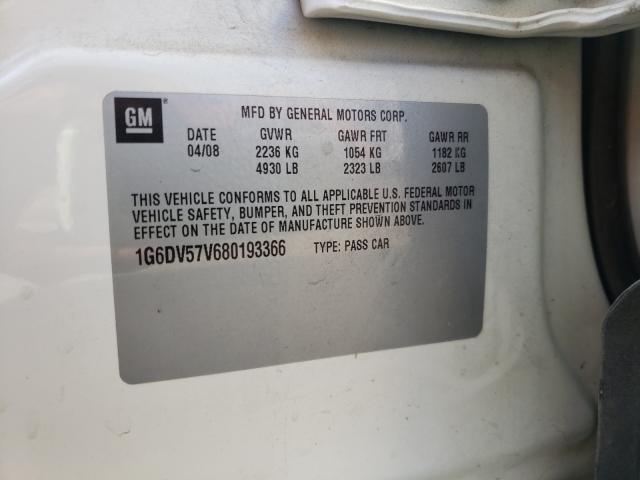 GM ®
MFD BY GENERAL MOTORS CORP.
DATE GVWR GAWR FRT GAWR RR
04/08 2236 KG 1054 KG 1182 KG
4930 LB 2323 LB 2607 LB
THIS VEHICLE CONFORMS TO ALL APPLICABLE U.S. FEDERAL MOTOR
VEHICLE SAFETY, BUMPER, AND THEFT PREVENTION STANDARDS IN
EFFECT ON THE DATE OF MANUFACTURE SHOWN ABOVE.
1G6DV57V680193366 TYPE: PASS CAR